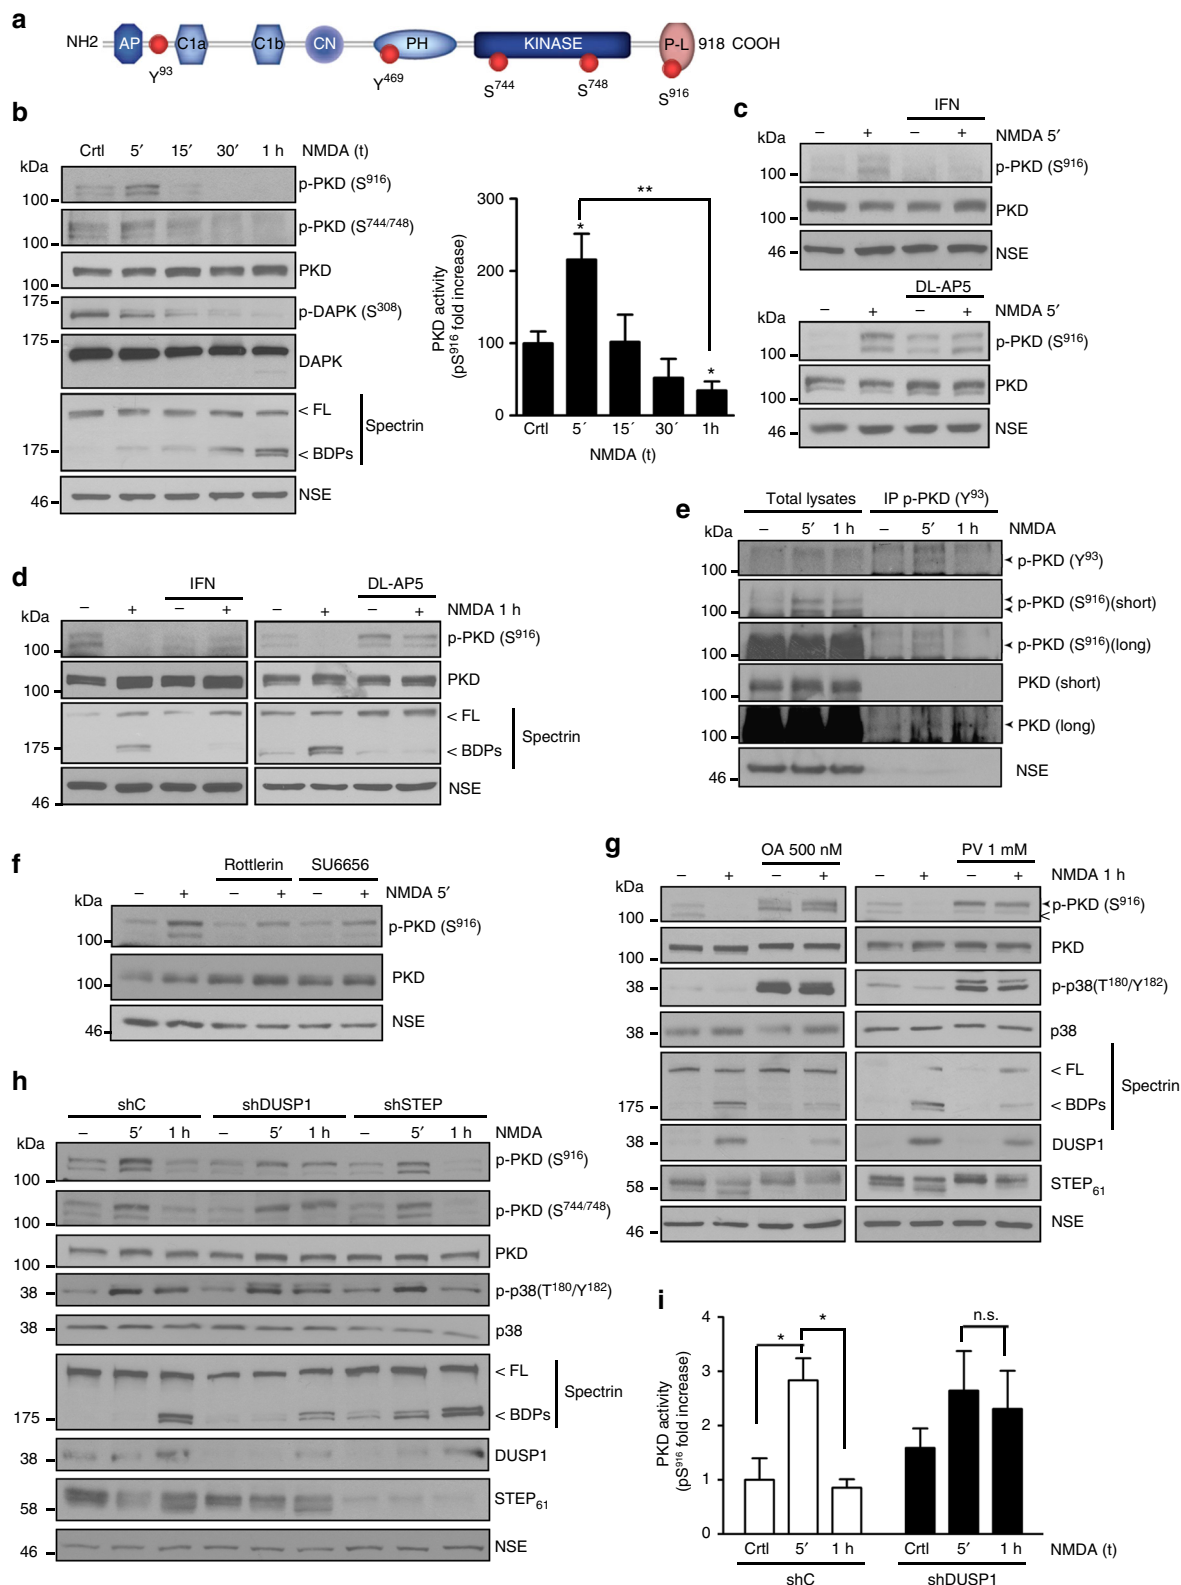 a
NH2 AP C1a C1b CN PH KINASE P-L 918 COOH
Y93 Y469 S744 S748 S916
b
Crtl 5′ 15′ 30′ 1 h NMDA (t)
kDa
100 p-PKD (S916)
100 p-PKD (S744/748)
100 PKD
175 p-DAPK (S308)
175 DAPK
< FL
175 < BDPs
Spectrin
46 NSE
PKD activity
(pS916 fold increase)
300
200
100
0
**
*
*
Crtl 5′ 15′ 30′ 1h
NMDA (t)
c
IFN
– + – + NMDA 5′
kDa
100 p-PKD (S916)
100 PKD
46 NSE
DL-AP5
– + – + NMDA 5′
kDa
100 p-PKD (S916)
100 PKD
46 NSE
d
IFN DL-AP5
– + – + – + – + NMDA 1 h
kDa
100 p-PKD (S916)
100 PKD
< FL
175 < BDPs
Spectrin
46 NSE
e
Total lysates IP p-PKD (Y93)
– 5′ 1 h – 5′ 1 h NMDA
kDa
100 p-PKD (Y93)
100 p-PKD (S916)(short)
100 p-PKD (S916)(long)
100 PKD (short)
100 PKD (long)
46 NSE
f
Rottlerin SU6656
– + – + – + NMDA 5′
kDa
100 p-PKD (S916)
100 PKD
46 NSE
g
OA 500 nM PV 1 mM
– + – + – + – + NMDA 1 h
kDa
100 p-PKD (S916)
<
100 PKD
38 p-p38(T180/Y182)
38 p38
< FL
175 < BDPs
Spectrin
38 DUSP1
58 STEP61
46 NSE
h
shC shDUSP1 shSTEP
– 5′ 1 h – 5′ 1 h – 5′ 1 h NMDA
kDa
100 p-PKD (S916)
100 p-PKD (S744/748)
100 PKD
38 p-p38(T180/Y182)
38 p38
< FL
175 < BDPs
Spectrin
38 DUSP1
58 STEP61
46 NSE
i
PKD activity
(pS916 fold increase)
4
3
2
1
0
* * n.s.
Crtl 5′ 1 h Crtl 5′ 1 h NMDA (t)
shC shDUSP1